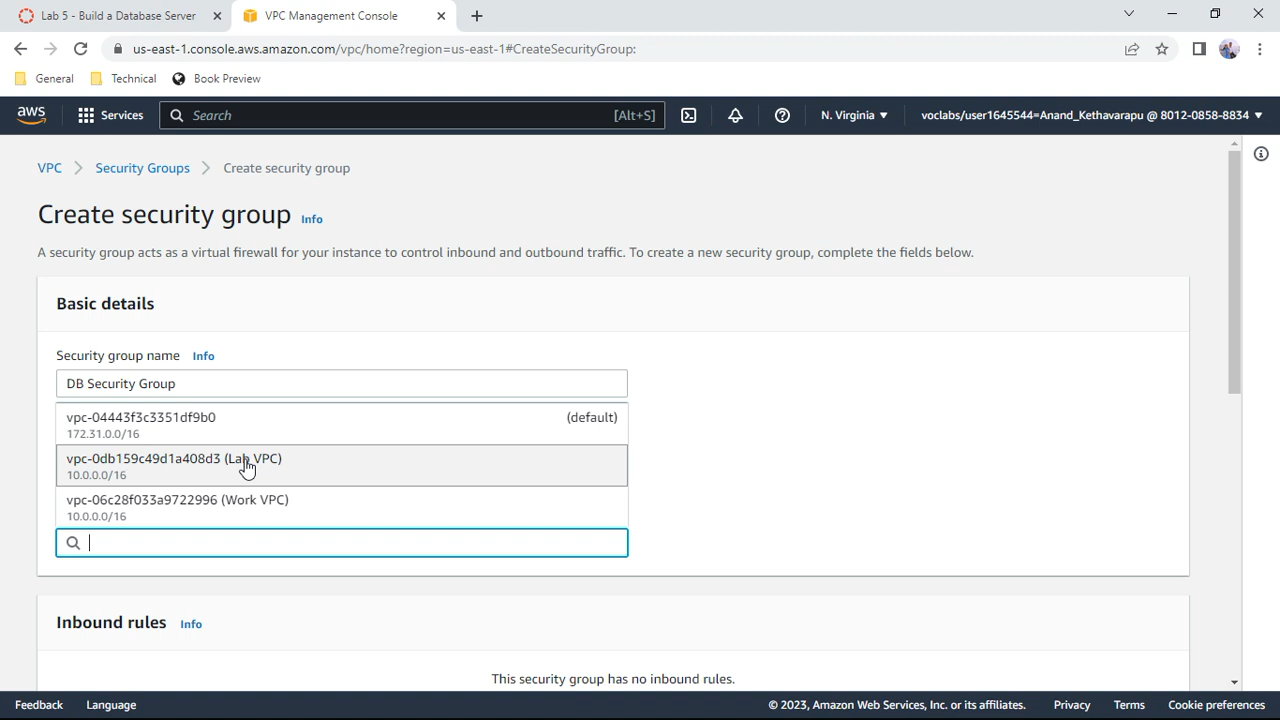 Lab 5 - Build a Database Server
VPC Management Console
us-east-1.console.aws.amazon.com/vpc/home?region=us-east-1#CreateSecurityGroup:
General
Technical
Book Preview
aws
Services
Search
[Alt+S]
N. Virginia
voclabs/user1645544=Anand_Kethavarapu @ 8012-0858-8834
VPC
Security Groups
Create security group
Create security group
Info
A security group acts as a virtual firewall for your instance to control inbound and outbound traffic. To create a new security group, complete the fields below.
Basic details
Security group name
Info
DB Security Group
vpc-04443f3c3351df9b0
(default)
172.31.0.0/16
vpc-0db159c49d1a408d3 (Lab VPC)
10.0.0.0/16
vpc-06c28f033a9722996 (Work VPC)
10.0.0.0/16
Inbound rules
Info
This security group has no inbound rules.
Feedback
Language
© 2023, Amazon Web Services, Inc. or its affiliates.
Privacy
Terms
Cookie preferences